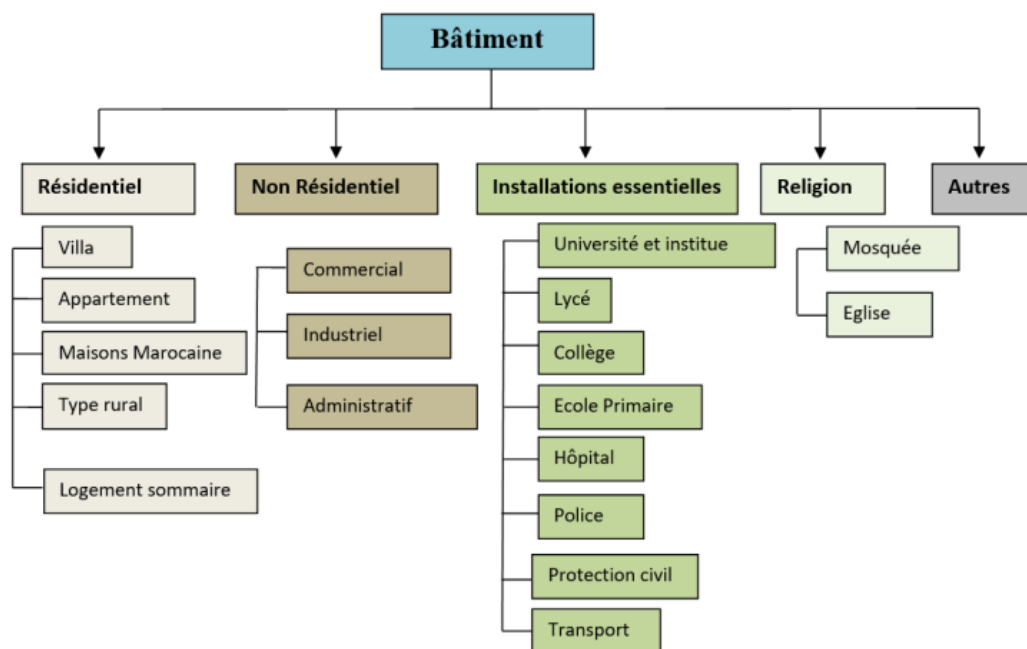 Bâtiment
Résidentiel
Non Résidentiel
Installations essentielles
Religion
Autres
Villa
Appartement
Maisons Marocaine
Type rural
Logement sommaire
Commercial
Industriel
Administratif
Université et institue
Lycé
Collège
Ecole Primaire
Hôpital
Police
Protection civil
Transport
Mosquée
Eglise